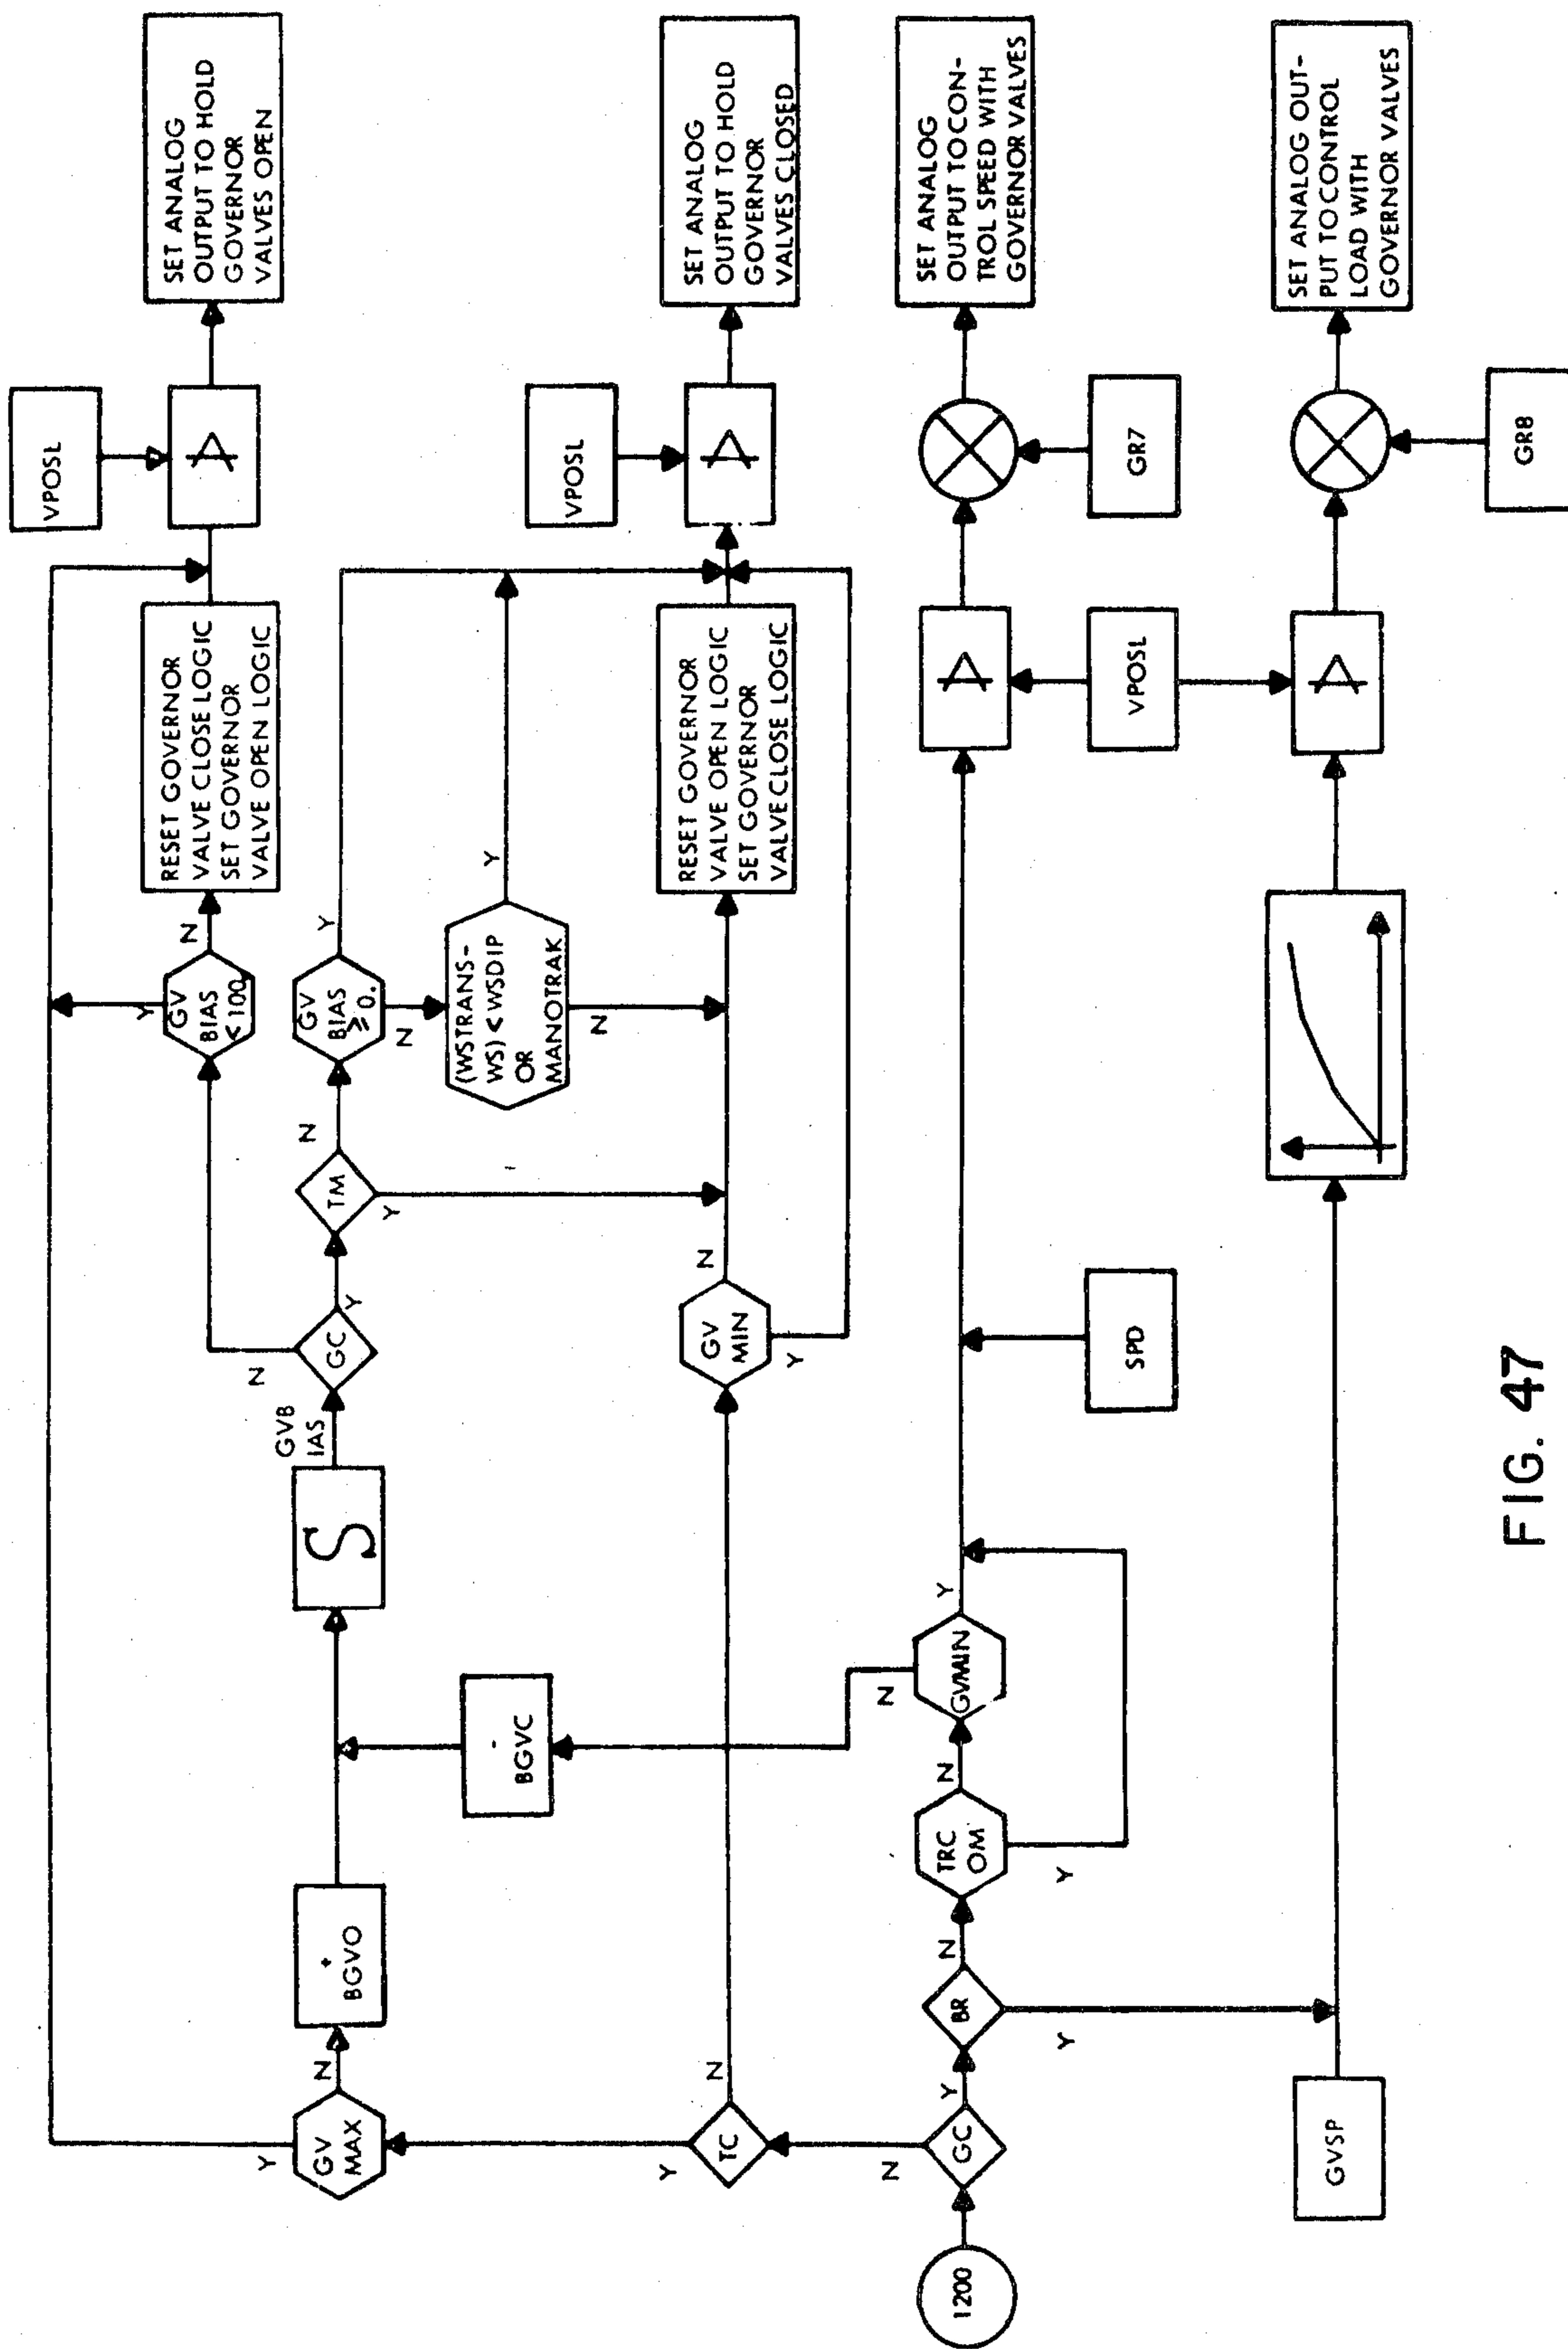 VPOSL
SET ANALOG
OUTPUT TO HOLD
GOVERNOR
VALVES OPEN
Y
GV
BIAS
< 100
N
RESET GOVERNOR
VALVE CLOSE LOGIC
SET GOVERNOR
VALVE OPEN LOGIC
Y
GV
MAX
N
+
BGVO
S
GVB
IAS
N
GC
Y
N
TM
Y
GV
BIAS
≥ 0.
Y
N
(WSTRANS-
WS) < WSDIP
OR
MANOTRAK
Y
N
VPOSL
SET ANALOG
OUTPUT TO HOLD
GOVERNOR
VALVES CLOSED
-
BGVC
Y
TC
N
GV
MIN
N
Y
RESET GOVERNOR
VALVE OPEN LOGIC
SET GOVERNOR
VALVE CLOSE LOGIC
1200
N
GC
Y
BR
N
Y
TRC
OM
N
Y
GVMIN
N
Y
SPD
VPOSL
GR7
SET ANALOG
OUTPUT TO CON-
TROL SPEED WITH
GOVERNOR VALVES
GVSP
GR8
SET ANALOG OUT-
PUT TO CONTROL
LOAD WITH
GOVERNOR VALVES
FIG. 47